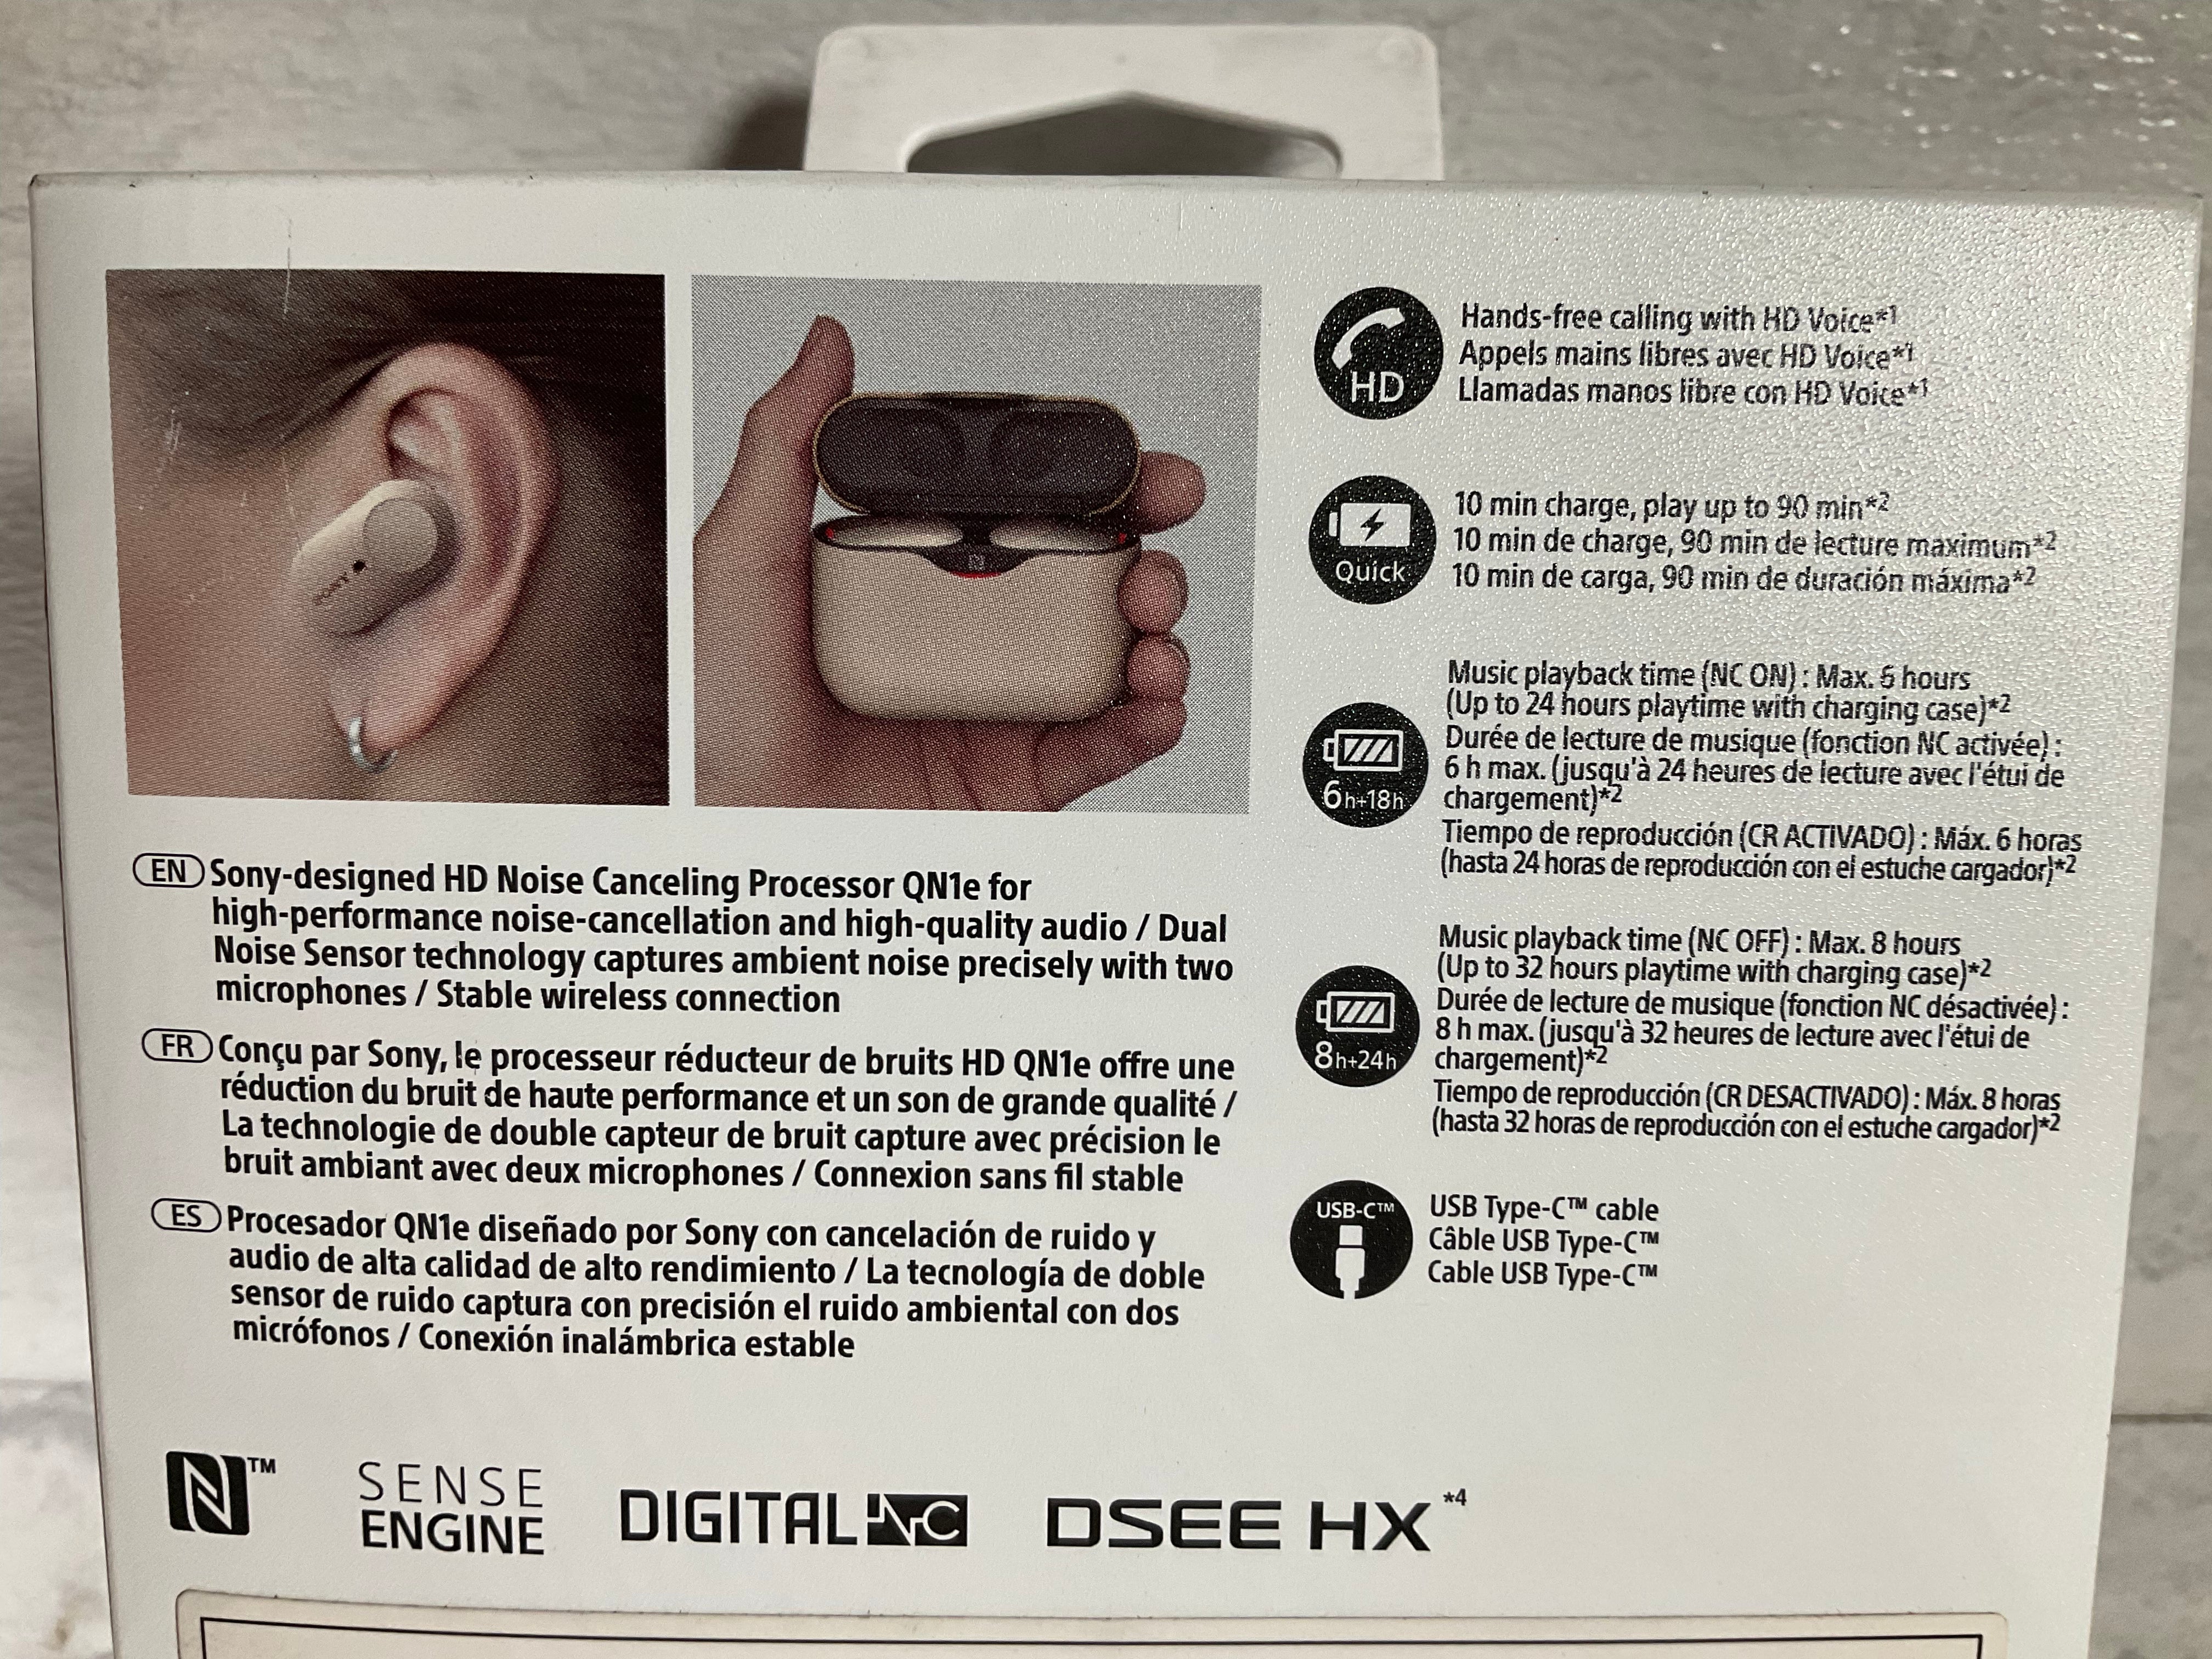 SONY
EN Sony-designed HD Noise Canceling Processor QN1e for
high-performance noise-cancellation and high-quality audio / Dual
Noise Sensor technology captures ambient noise precisely with two
microphones / Stable wireless connection
FR Conçu par Sony, le processeur réducteur de bruits HD QN1e offre une
réduction du bruit de haute performance et un son de grande qualité /
La technologie de double capteur de bruit capture avec précision le
bruit ambiant avec deux microphones / Connexion sans fil stable
ES Procesador QN1e diseñado por Sony con cancelación de ruido y
audio de alta calidad de alto rendimiento / La tecnología de doble
sensor de ruido captura con precisión el ruido ambiental con dos
micrófonos / Conexión inalámbrica estable
HD
Hands-free calling with HD Voice*1
Appels mains libres avec HD Voice*1
Llamadas manos libre con HD Voice*1
Quick
10 min charge, play up to 90 min*2
10 min de charge, 90 min de lecture maximum*2
10 min de carga, 90 min de duración máxima*2
6h+18h
Music playback time (NC ON) : Max. 6 hours
(Up to 24 hours playtime with charging case)*2
Durée de lecture de musique (fonction NC activée) :
6 h max. (jusqu'à 24 heures de lecture avec l'étui de
chargement)*2
Tiempo de reproducción (CR ACTIVADO) : Máx. 6 horas
(hasta 24 horas de reproducción con el estuche cargador)*2
8h+24h
Music playback time (NC OFF) : Max. 8 hours
(Up to 32 hours playtime with charging case)*2
Durée de lecture de musique (fonction NC désactivée) :
8 h max. (jusqu'à 32 heures de lecture avec l'étui de
chargement)*2
Tiempo de reproducción (CR DESACTIVADO) : Máx. 8 horas
(hasta 32 horas de reproducción con el estuche cargador)*2
USB-C™
USB Type-C™ cable
Câble USB Type-C™
Cable USB Type-C™
N™
SENSE
ENGINE
DIGITAL NC
DSEE HX*4